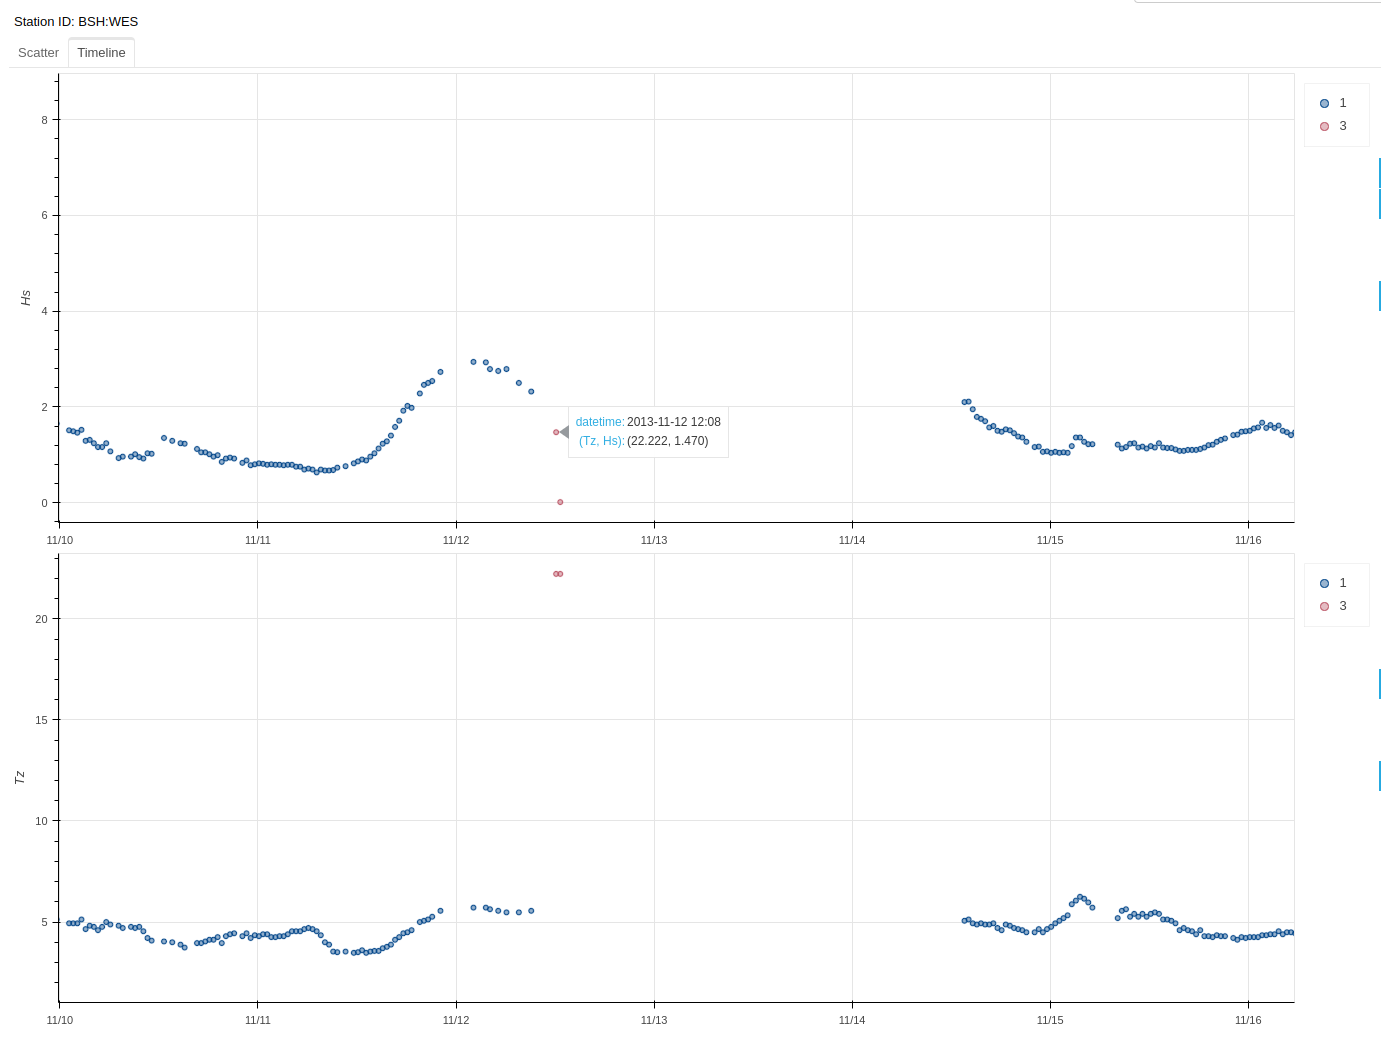 Station ID: BSH:WES
Scatter Timeline
8
6
4
2
0
Hs
11/10 11/11 11/12 11/13 11/14 11/15 11/16
1
3
datetime: 2013-11-12 12:08
(Tz, Hs): (22.222, 1.470)
20
15
10
5
Tz
11/10 11/11 11/12 11/13 11/14 11/15 11/16
1
3